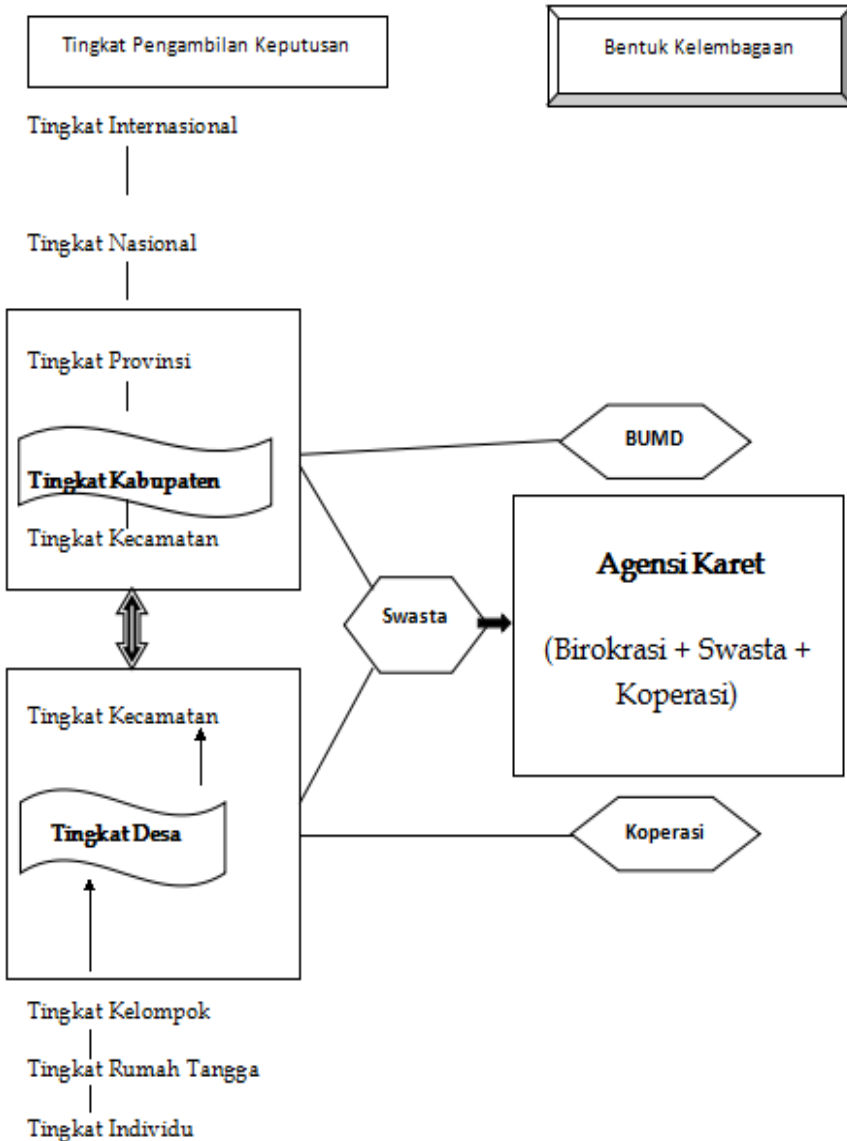 Tingkat Pengambilan Keputusan
Bentuk Kelembagaan
Tingkat Internasional
Tingkat Nasional
Tingkat Provinsi
BUMD
Tingkat Kabupaten
Tingkat Kecamatan
Agensi Karet
(Birokrasi + Swasta +
Koperasi)
Swasta
Tingkat Kecamatan
Tingkat Desa
Koperasi
Tingkat Kelompok
Tingkat Rumah Tangga
Tingkat Individu